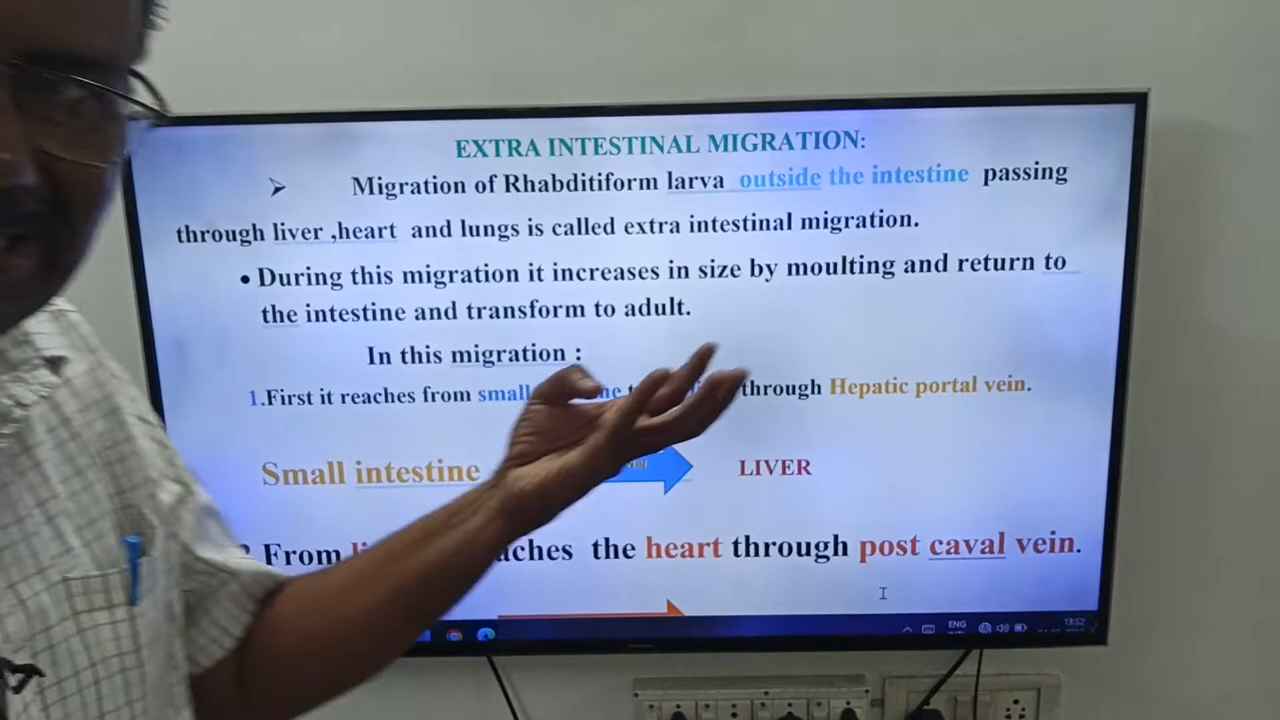 EXTRA INTESTINAL MIGRATION:
➢ Migration of Rhabditiform larva outside the intestine passing
through liver ,heart and lungs is called extra intestinal migration.
• During this migration it increases in size by moulting and return to
the intestine and transform to adult.
In this migration :
1.First it reaches from small through Hepatic portal vein.
Small intestine LIVER
From the heart through post caval vein.
ENG
13:52